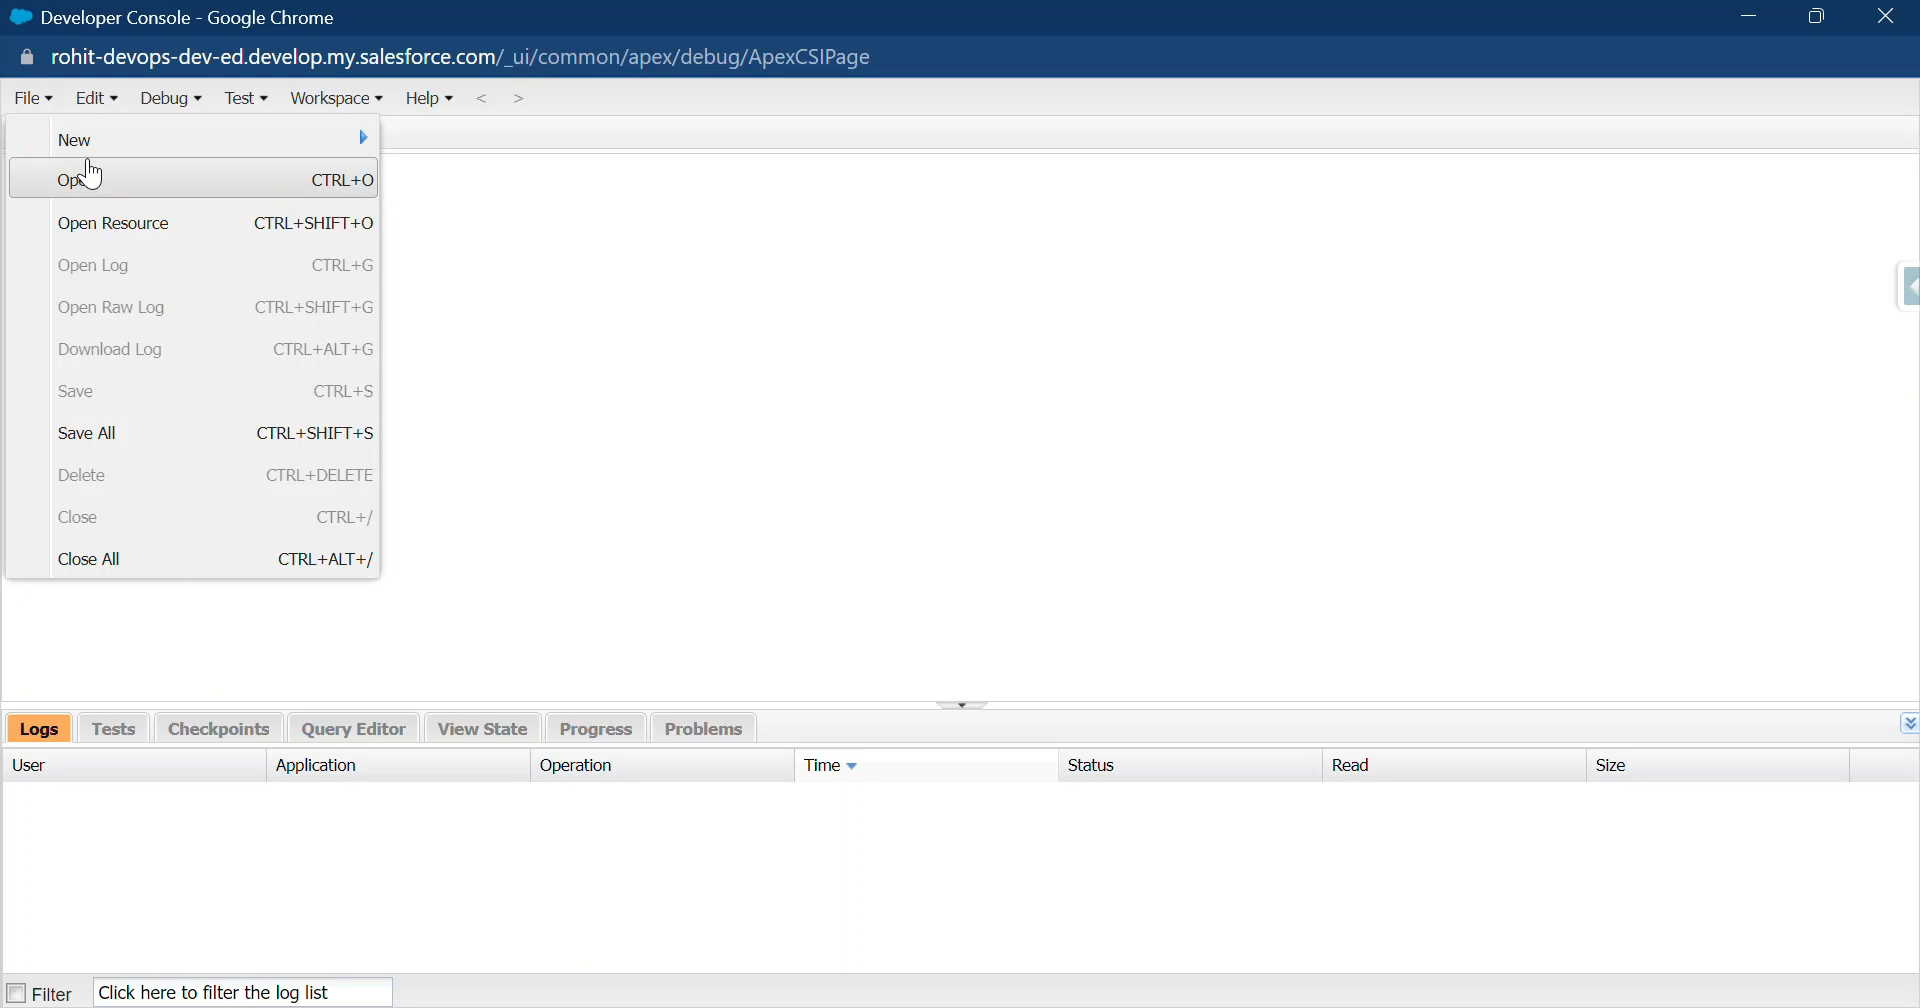 Developer Console - Google Chrome
rohit-devops-dev-ed.develop.my.salesforce.com/_ui/common/apex/debug/ApexCSIPage
File Edit Debug Test Workspace Help < >
New
CTRL+O
Open Resource CTRL+SHIFT+O
Open Log CTRL+G
Open Raw Log CTRL+SHIFT+G
Download Log CTRL+ALT+G
Save CTRL+S
Save All CTRL+SHIFT+S
Delete CTRL+DELETE
Close CTRL+/
Close All CTRL+ALT+/
Logs Tests Checkpoints Query Editor View State Progress Problems
User Application Operation Time Status Read Size
Filter Click here to filter the log list